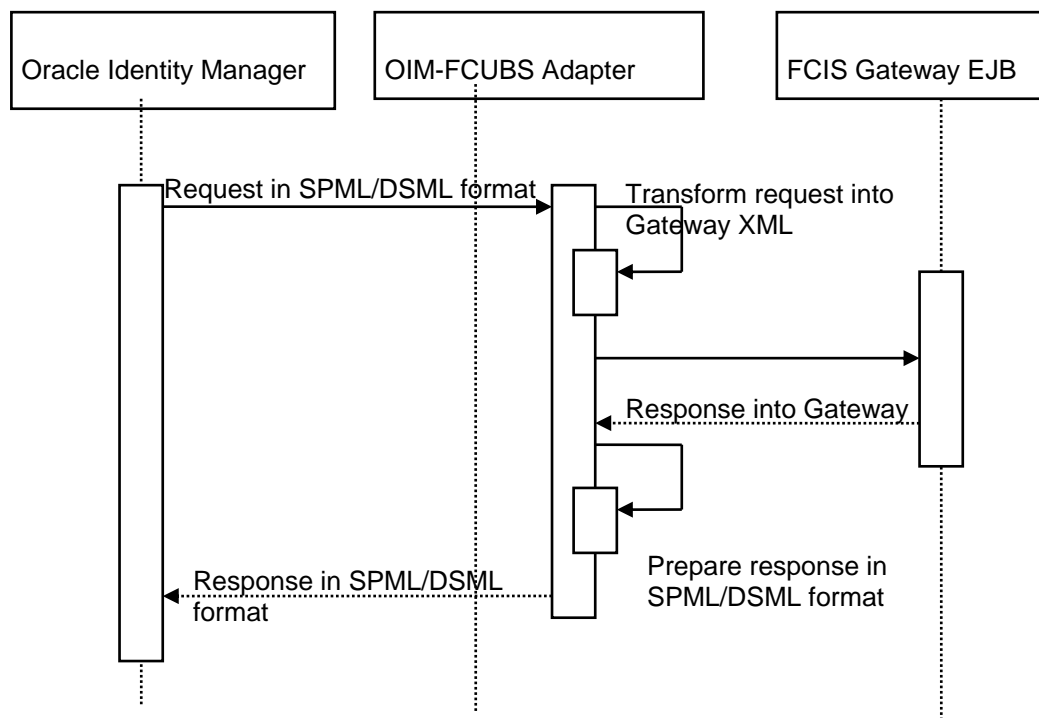 Oracle Identity Manager
OIM-FCUBS Adapter
FCIS Gateway EJB
Request in SPML/DSML format
Transform request into
Gateway XML
Response into Gateway
Prepare response in
SPML/DSML format
Response in SPML/DSML
format